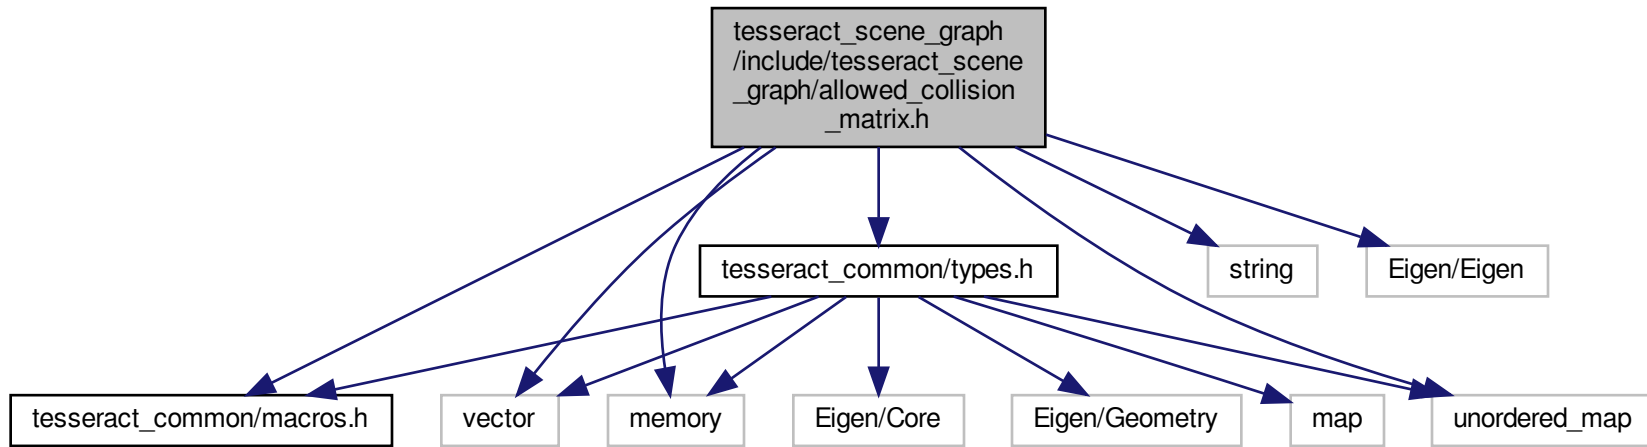 tesseract_scene_graph
/include/tesseract_scene
_graph/allowed_collision
_matrix.h
tesseract_common/types.h
string
Eigen/Eigen
tesseract_common/macros.h
vector
memory
Eigen/Core
Eigen/Geometry
map
unordered_map